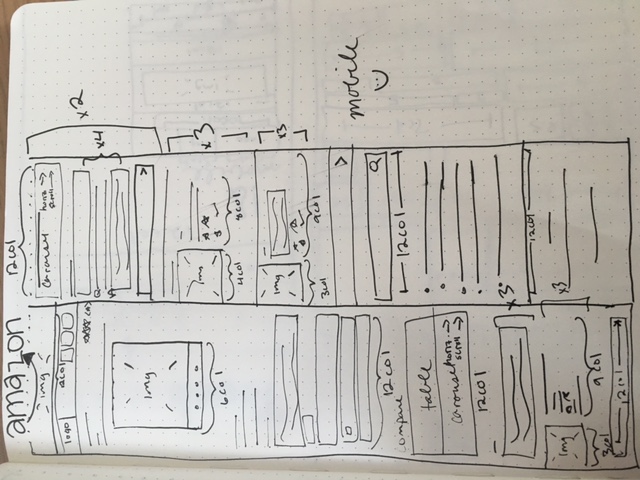 amazon
img
logo
12col
img
6col
12col
Compare
table
carousel horiz. scroll →
12col
x3
img
3col
9col
x3
12col
12col
carousel horiz scroll →
Q
A
x4
x2
img
4col
8col
x3
img
3col
9col
x3
mobile
12col
12col